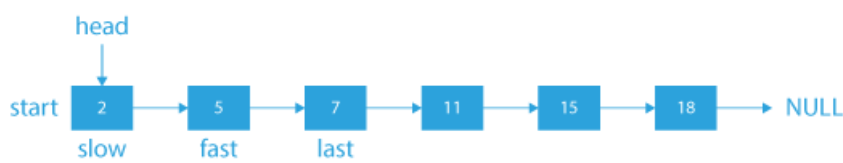 head
start 2 5 7 11 15 18 NULL
slow fast last